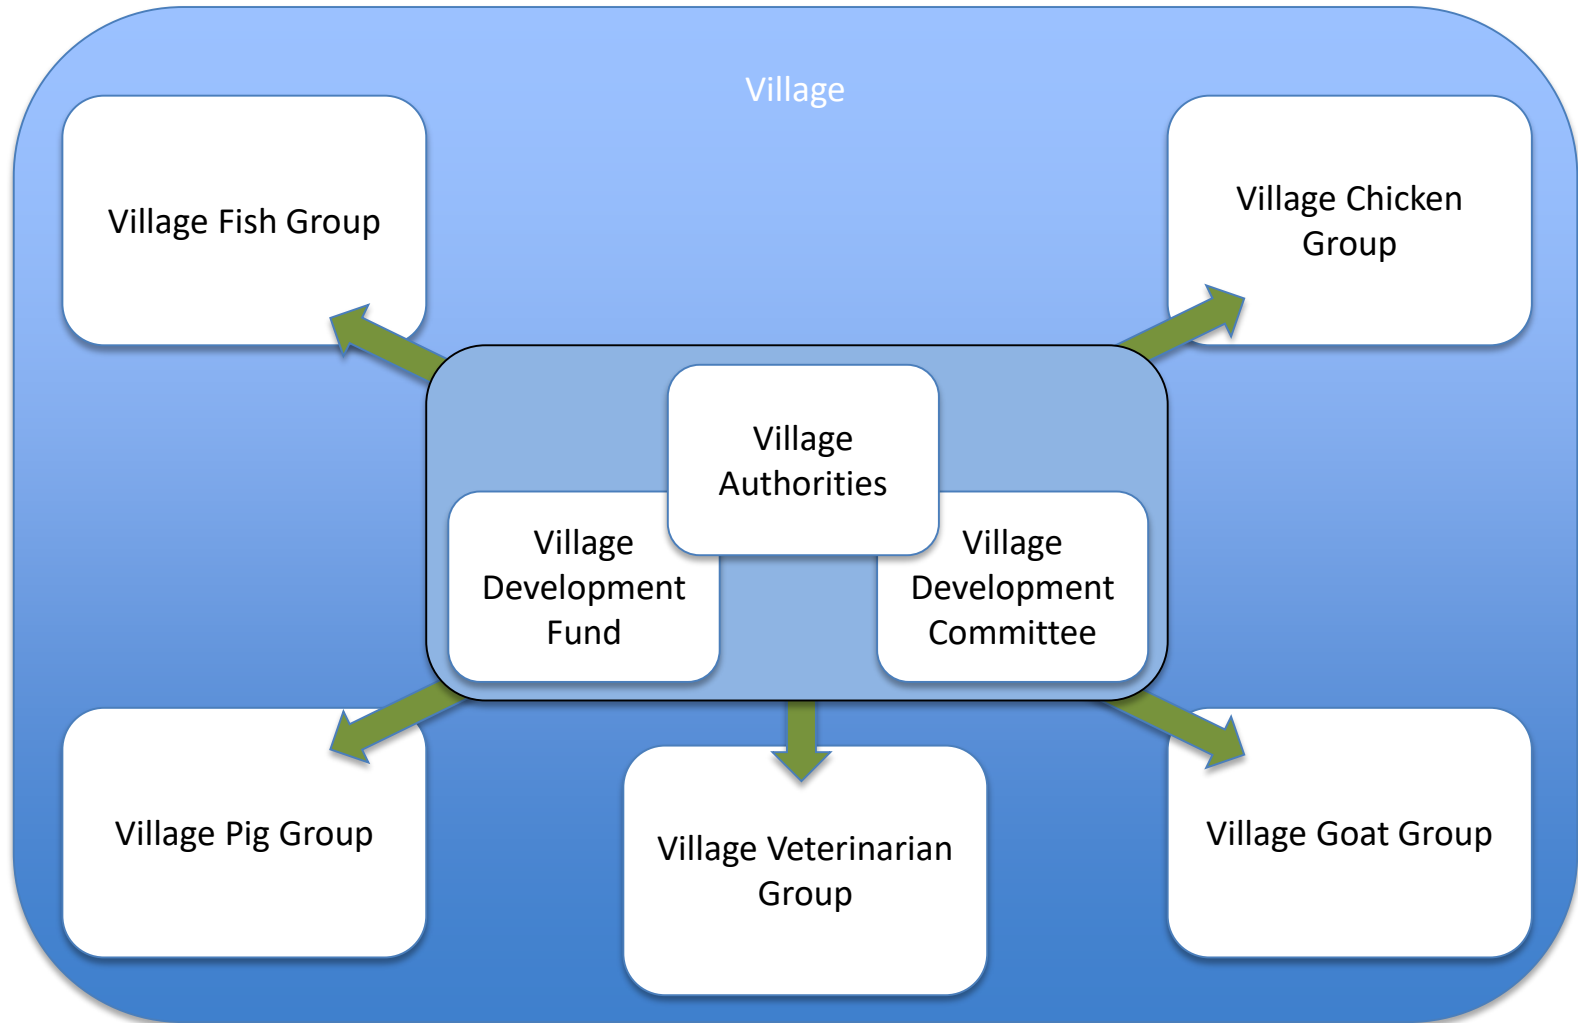 Village
Village Fish Group
Village Chicken
Group
Village
Authorities
Village
Development
Fund
Village
Development
Committee
Village Pig Group
Village Veterinarian
Group
Village Goat Group